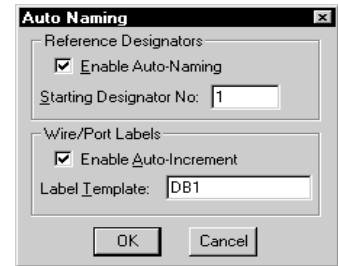 Auto Naming
Reference Designators
Enable Auto-Naming
Starting Designator No: 1
Wire/Port Labels
Enable Auto-Increment
Label Template: DB1
OK Cancel